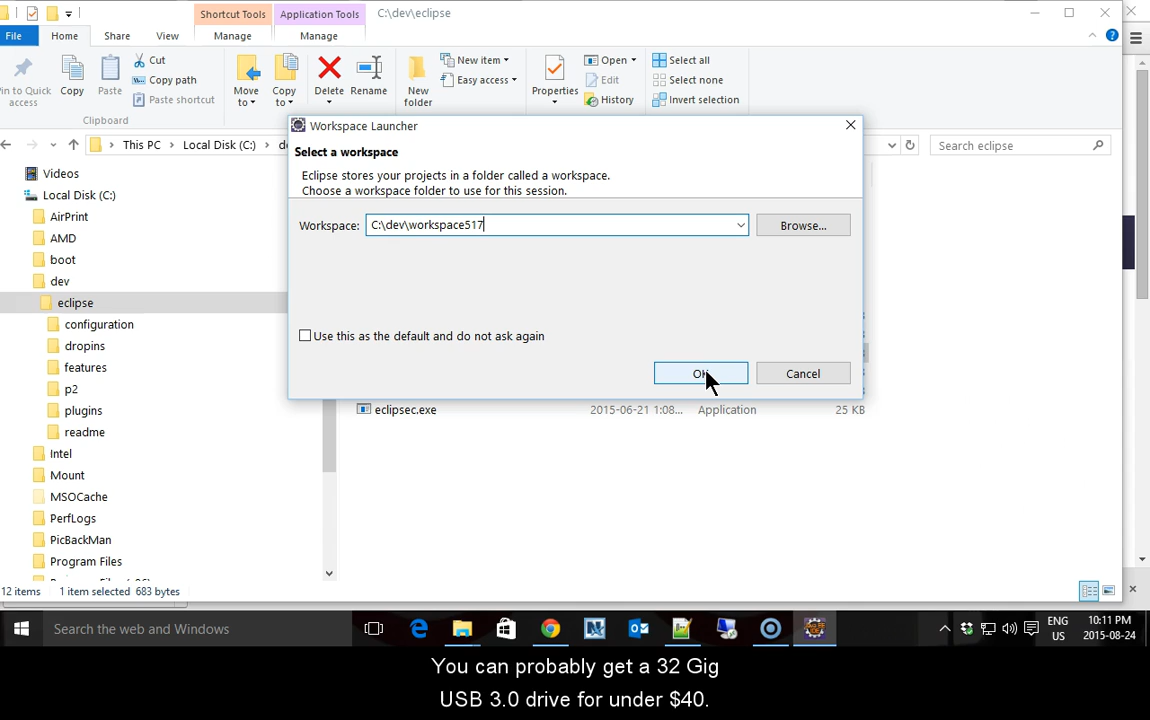 Shortcut Tools
Application Tools
C:\dev\eclipse
File
Home
Share
View
Manage
Manage
in to Quick
access
Copy
Paste
Cut
Copy path
Paste shortcut
Clipboard
Move
to
Copy
to
Delete
Rename
New
folder
New item
Easy access
Properties
Open
Edit
History
Select all
Select none
Invert selection
This PC
Local Disk (C:)
Search eclipse
Videos
Local Disk (C:)
AirPrint
AMD
boot
dev
eclipse
configuration
dropins
features
p2
plugins
readme
Intel
Mount
MSOCache
PerfLogs
PicBackMan
Program Files
Workspace Launcher
Select a workspace
Eclipse stores your projects in a folder called a workspace.
Choose a workspace folder to use for this session.
Workspace: C:\dev\workspace517
Browse...
Use this as the default and do not ask again
OK
Cancel
eclipsec.exe 2015-06-21 1:08... Application 25 KB
12 items 1 item selected 683 bytes
Search the web and Windows
ENG
US
10:11 PM
2015-08-24
You can probably get a 32 Gig
USB 3.0 drive for under $40.